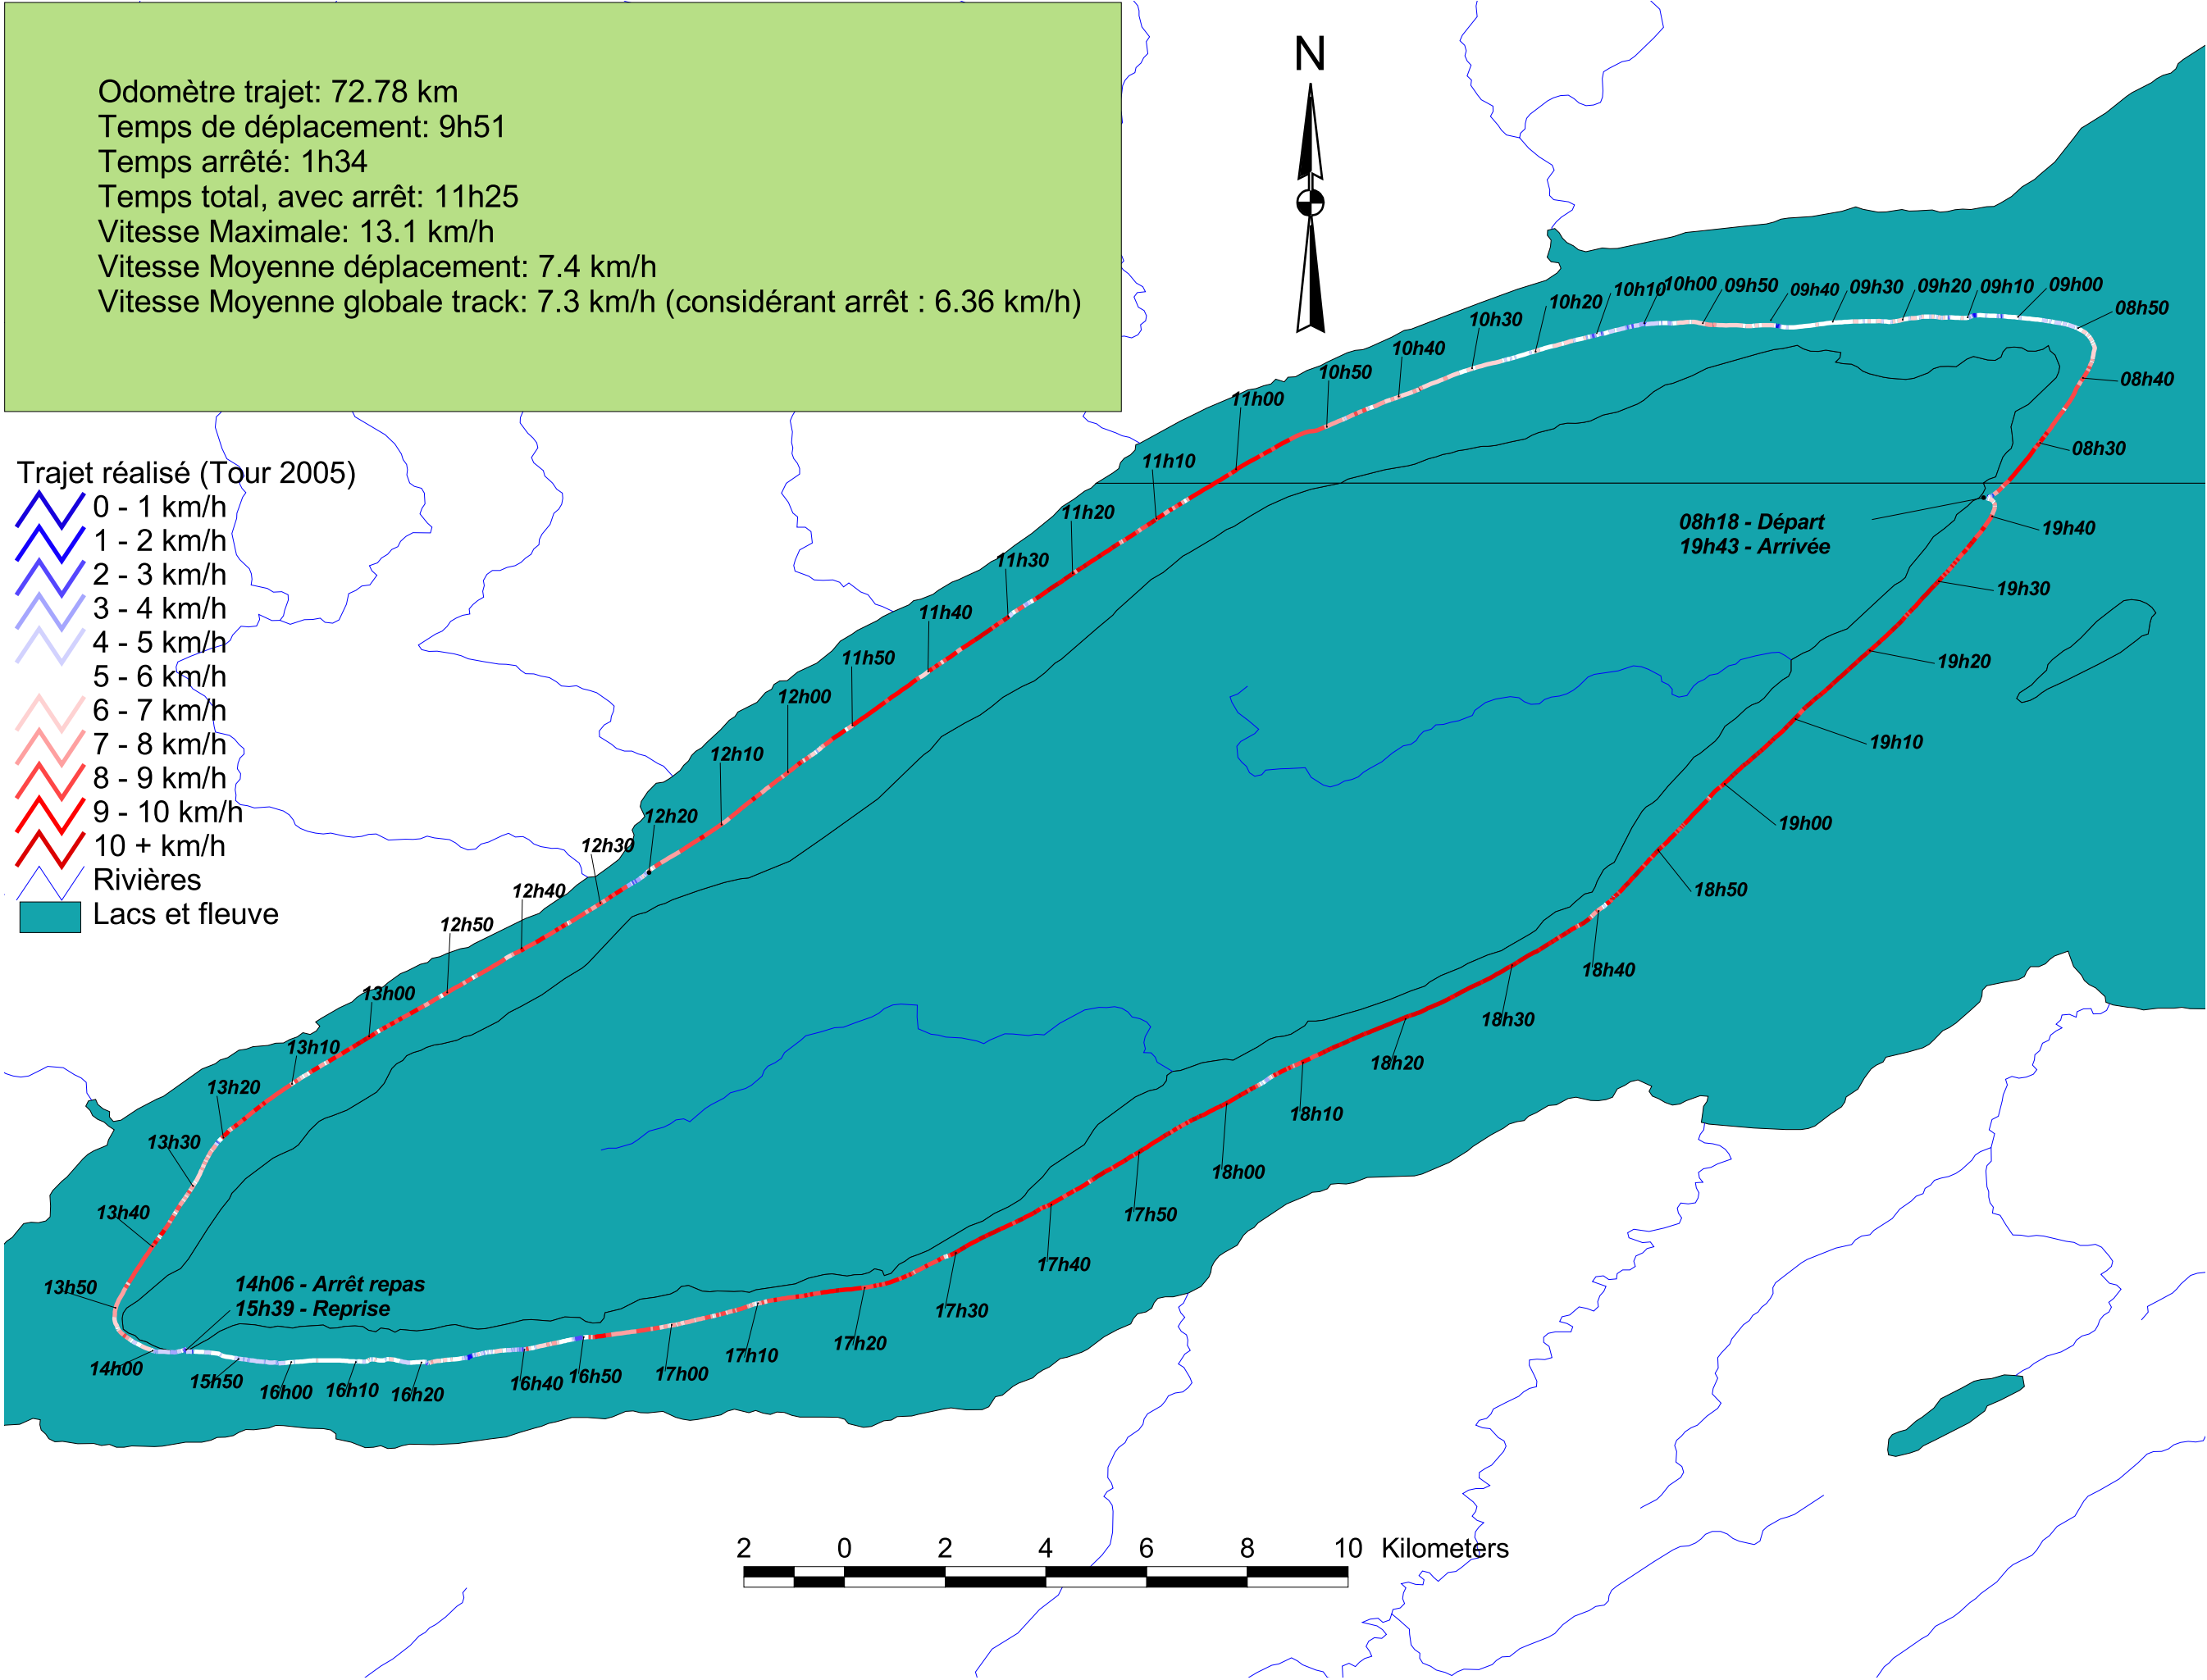 Odomètre trajet: 72.78 km
Temps de déplacement: 9h51
Temps arrêté: 1h34
Temps total, avec arrêt: 11h25
Vitesse Maximale: 13.1 km/h
Vitesse Moyenne déplacement: 7.4 km/h
Vitesse Moyenne globale track: 7.3 km/h (considérant arrêt : 6.36 km/h)
N
Trajet réalisé (Tour 2005)
0 - 1 km/h
1 - 2 km/h
2 - 3 km/h
3 - 4 km/h
4 - 5 km/h
5 - 6 km/h
6 - 7 km/h
7 - 8 km/h
8 - 9 km/h
9 - 10 km/h
10 + km/h
Rivières
Lacs et fleuve
08h18 - Départ
19h43 - Arrivée
08h30
08h40
08h50
09h00
09h10
09h20
09h30
09h40
09h50
10h00
10h10
10h20
10h30
10h40
10h50
11h00
11h10
11h20
11h30
11h40
11h50
12h00
12h10
12h20
12h30
12h40
12h50
13h00
13h10
13h20
13h30
13h40
13h50
14h00
14h06 - Arrêt repas
15h39 - Reprise
15h50
16h00
16h10
16h20
16h40
16h50
17h00
17h10
17h20
17h30
17h40
17h50
18h00
18h10
18h20
18h30
18h40
18h50
19h00
19h10
19h20
19h30
19h40
2 0 2 4 6 8 10 Kilometers